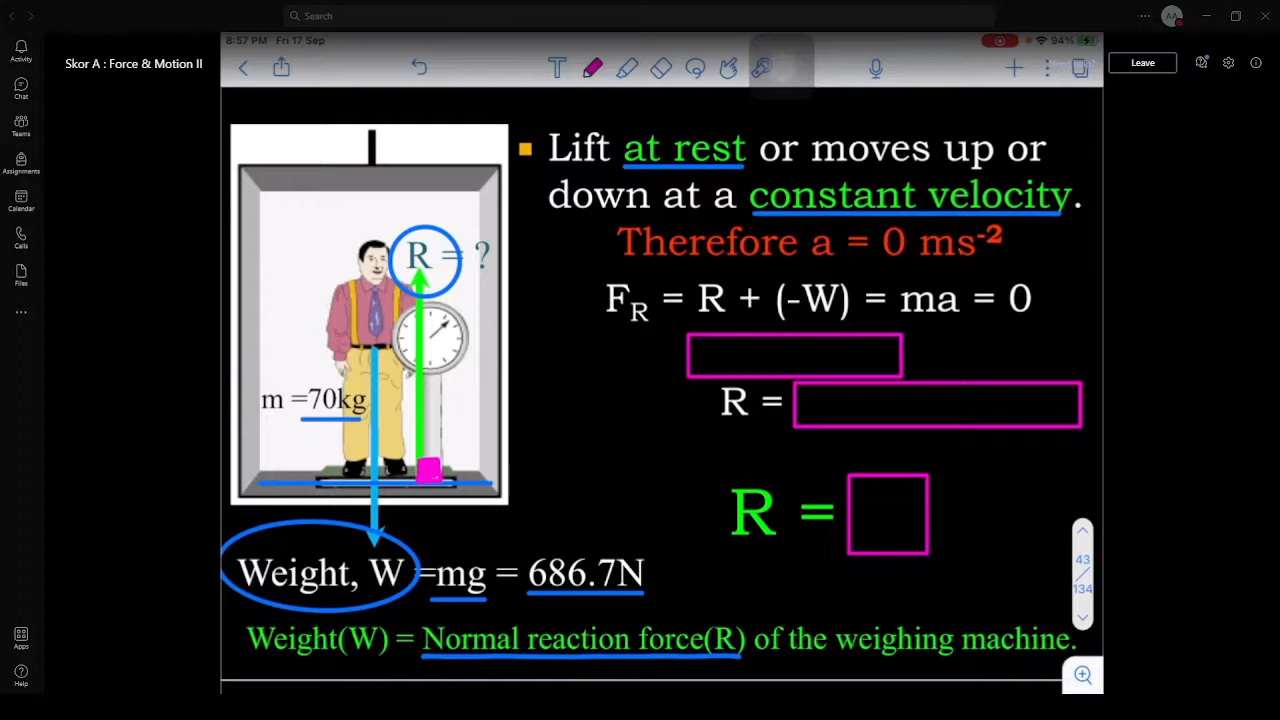 Search
AA
8:57 PM Fri 17 Sep
94%
Activity
Skor A : Force & Motion II
Leave
T
Chat
Teams
Assignments
Calendar
Calls
Files
Lift at rest or moves up or
down at a constant velocity.
Therefore a = 0 ms⁻²
R = ?
F_R = R + (-W) = ma = 0
m =70kg
R =
R =
Weight, W =mg = 686.7N
43
134
Weight(W) = Normal reaction force(R) of the weighing machine.
Apps
Help